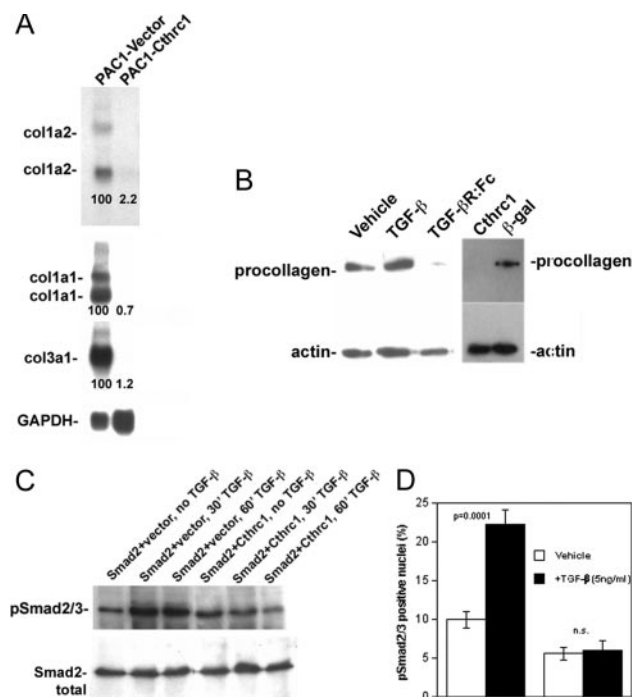 A
PAC1-Vector
PAC1-Cthrc1
col1a2-
col1a2-
100 2.2
col1a1-
col1a1-
100 0.7
col3a1-
100 1.2
GAPDH-
B
Vehicle
TGF-β
TGF-βR:Fc
Cthrc1
β-gal
procollagen-
-procollagen
actin-
-actin
C
Smad2+vector, no TGF-β
Smad2+vector, 30' TGF-β
Smad2+vector, 60' TGF-β
Smad2+Cthrc1, no TGF-β
Smad2+Cthrc1, 30' TGF-β
Smad2+Cthrc1, 60' TGF-β
pSmad2/3-
Smad2-
total
D
pSmad2/3 positive nuclei (%)
25
20
15
10
5
0
p=0.0001
Vehicle
+TGF-β (5ng/ml)
n.s.